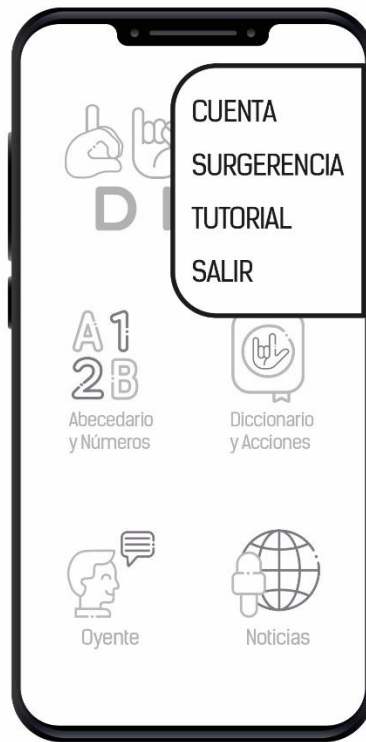 CUENTA
SURGERENCIA
TUTORIAL
SALIR
D
A1
2B
Abecedario
y Números
Diccionario
y Acciones
Oyente
Noticias